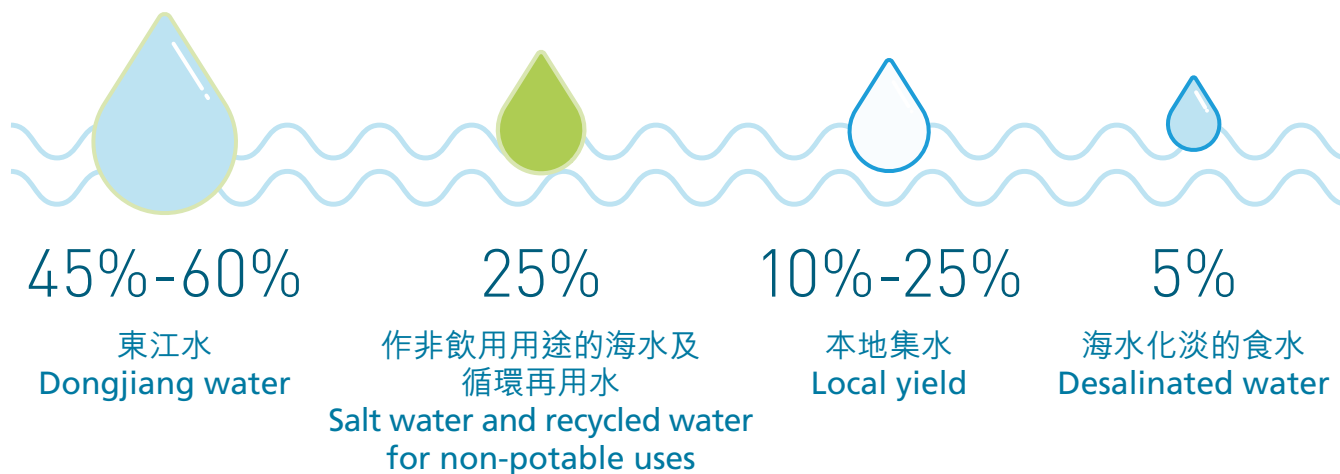 45%-60%
東江水
Dongjiang water
25%
作非飲用用途的海水及
循環再用水
Salt water and recycled water
for non-potable uses
10%-25%
本地集水
Local yield
5%
海水化淡的食水
Desalinated water